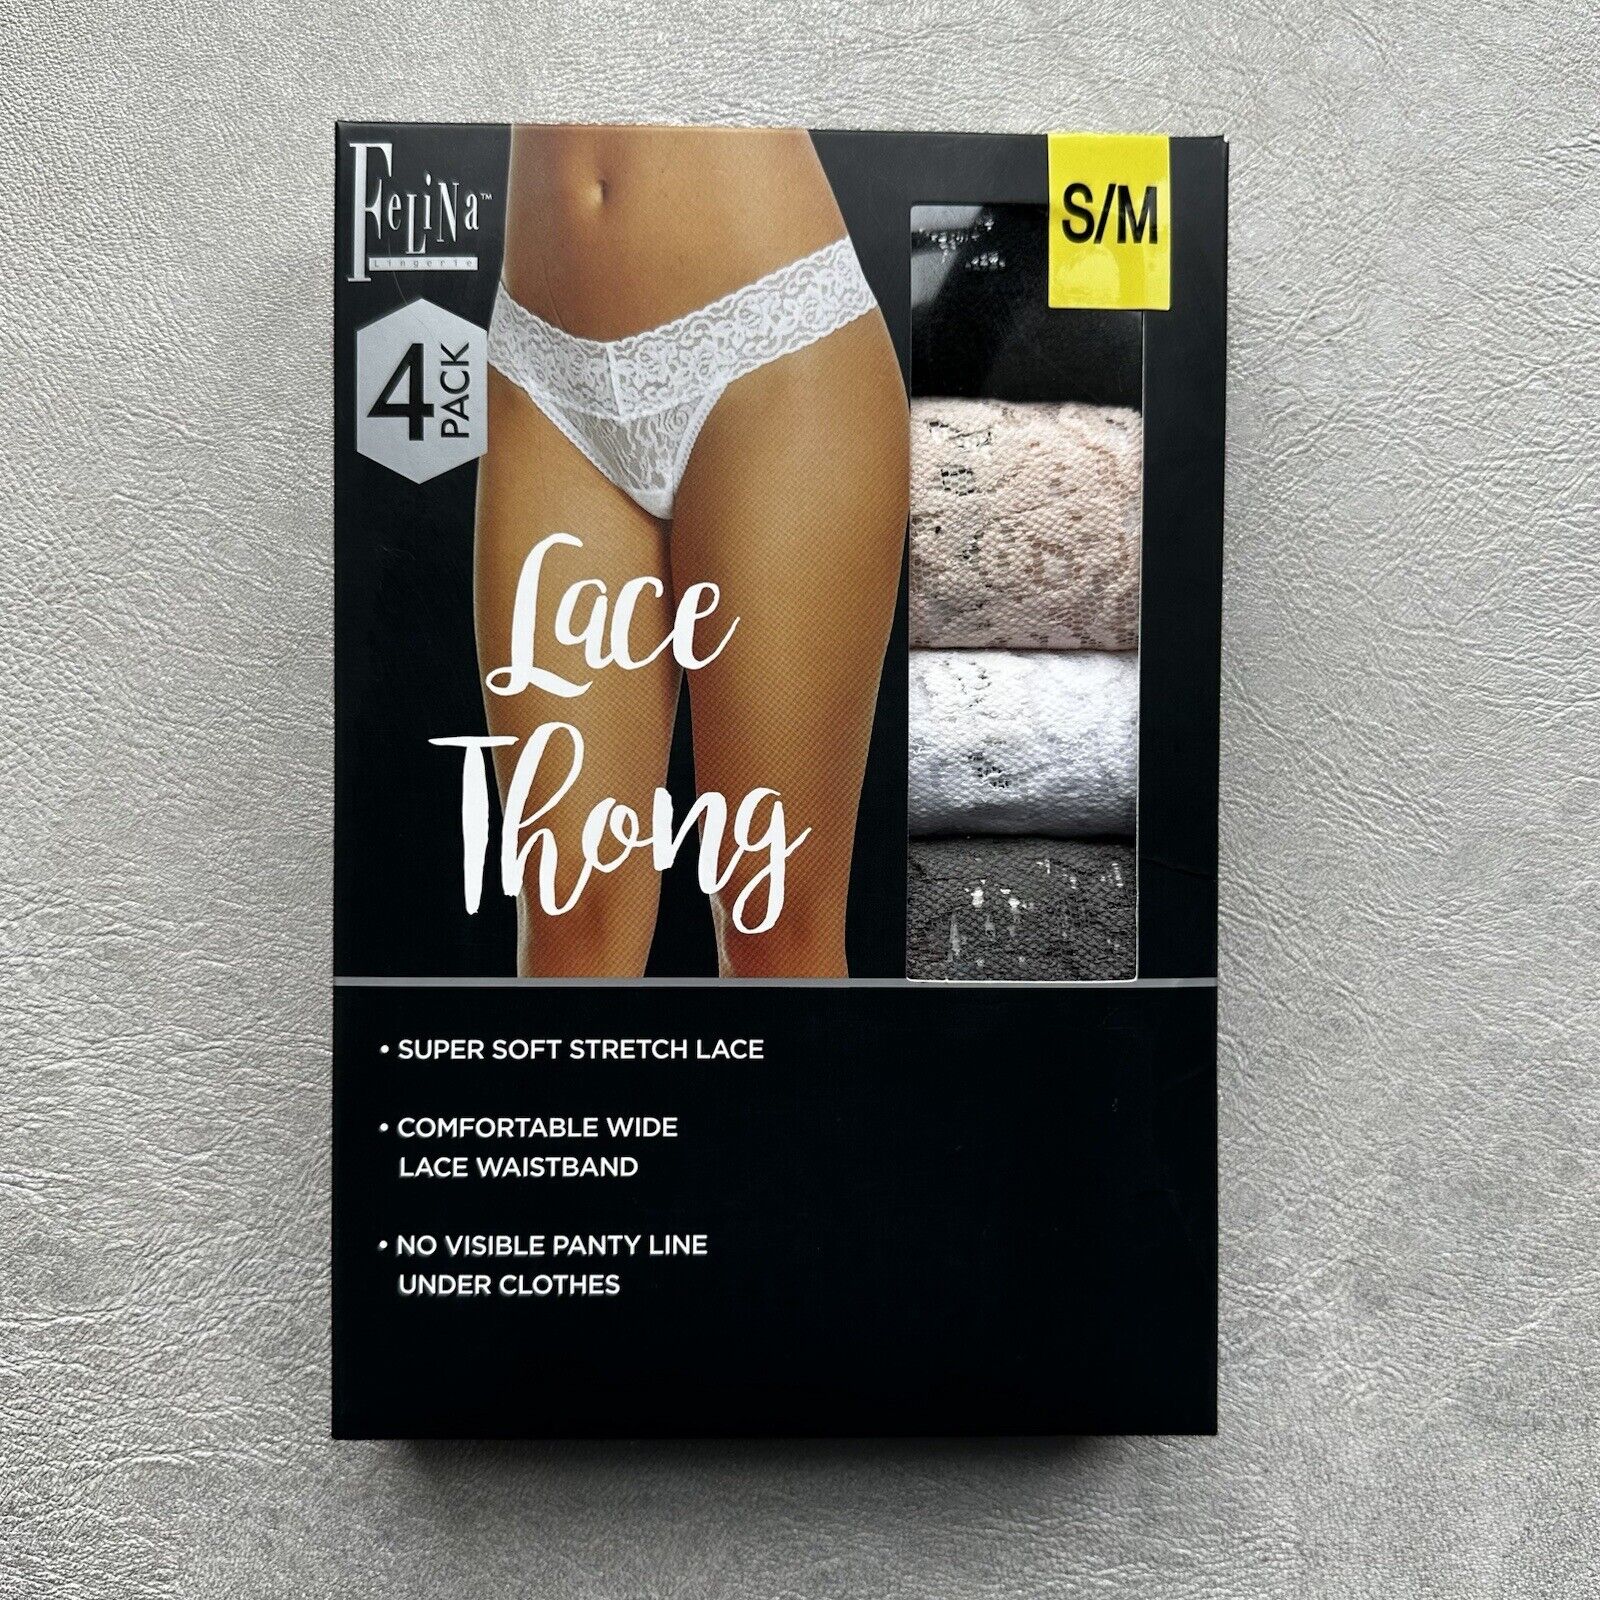 FeLiNa™
Lingerie
S/M
4 PACK
Lace
Thong
• SUPER SOFT STRETCH LACE
• COMFORTABLE WIDE
LACE WAISTBAND
• NO VISIBLE PANTY LINE
UNDER CLOTHES